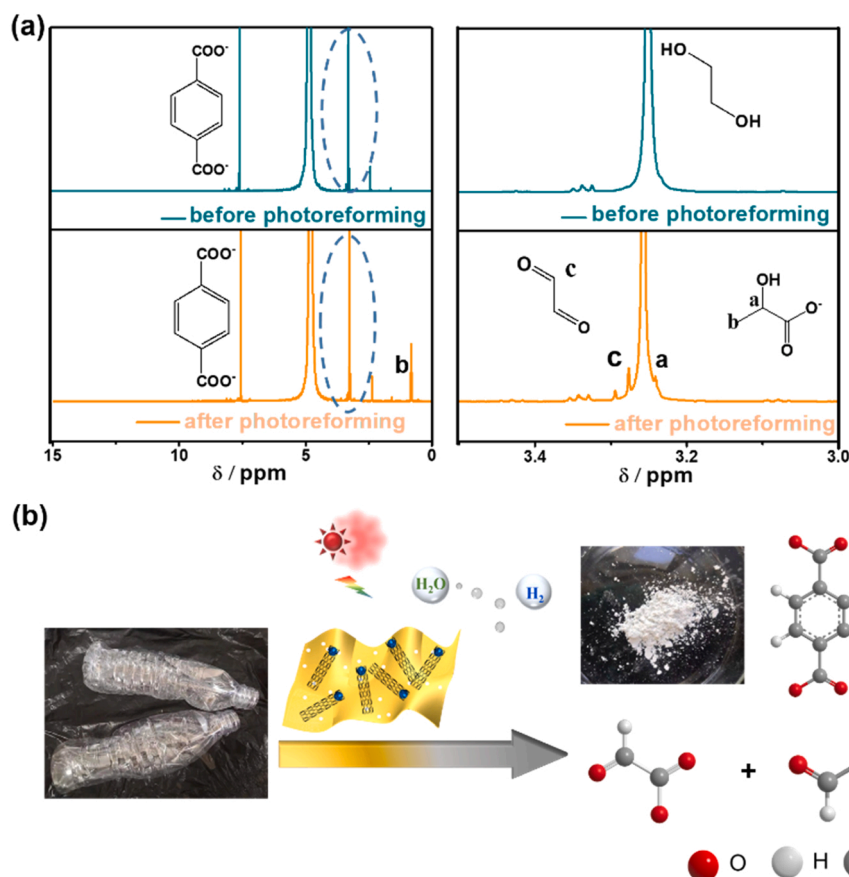 (a)
COO-
COO-
before photoreforming
HO
OH
before photoreforming
COO-
COO-
b
after photoreforming
O
c
O
OH
a
b
O-
O
c
a
after photoreforming
15
10
5
0
δ / ppm
3.4
3.2
3.0
δ / ppm
(b)
H2O
H2
+
O
H